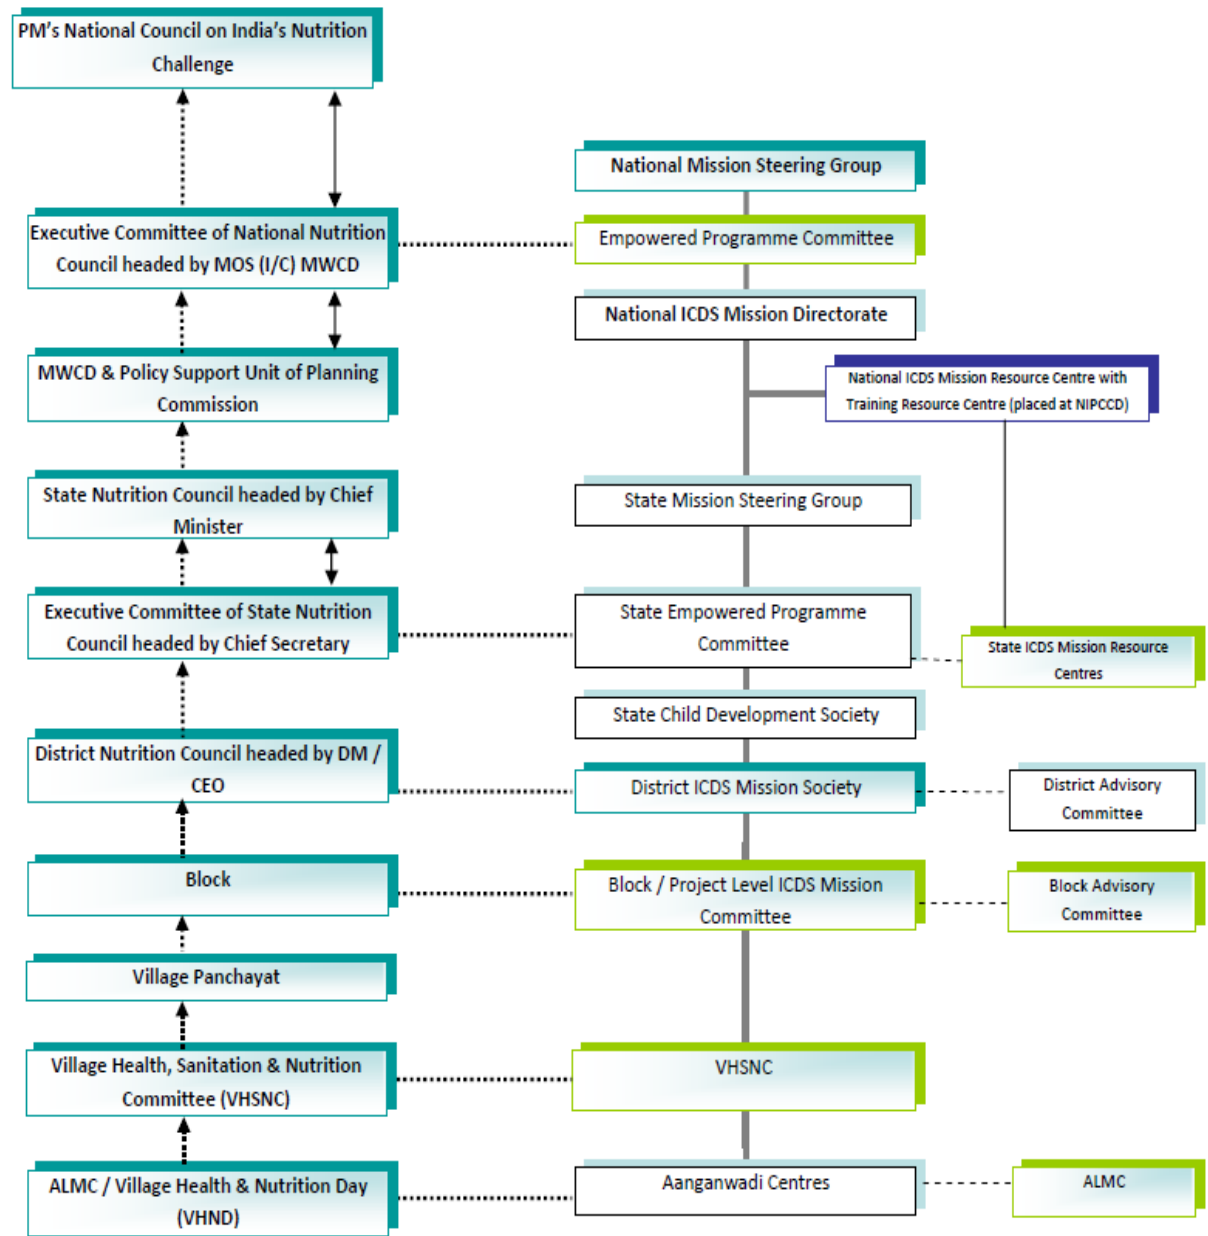 PM's National Council on India's Nutrition
Challenge
National Mission Steering Group
Executive Committee of National Nutrition
Council headed by MOS (I/C) MWCD
Empowered Programme Committee
National ICDS Mission Directorate
MWCD & Policy Support Unit of Planning
Commission
National ICDS Mission Resource Centre with
Training Resource Centre (placed at NIPCCD)
State Nutrition Council headed by Chief
Minister
State Mission Steering Group
Executive Committee of State Nutrition
Council headed by Chief Secretary
State Empowered Programme
Committee
State ICDS Mission Resource
Centres
State Child Development Society
District Nutrition Council headed by DM /
CEO
District ICDS Mission Society
District Advisory
Committee
Block
Block / Project Level ICDS Mission
Committee
Block Advisory
Committee
Village Panchayat
Village Health, Sanitation & Nutrition
Committee (VHSNC)
VHSNC
ALMC / Village Health & Nutrition Day
(VHND)
Aanganwadi Centres
ALMC